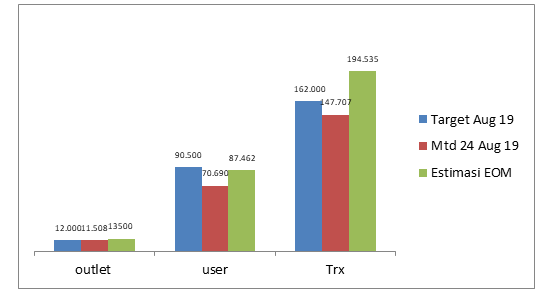 194.535
162.000
147.707
90.500
87.462
70.690
12.000
11.508
13500
outlet
user
Trx
Target Aug 19
Mtd 24 Aug 19
Estimasi EOM